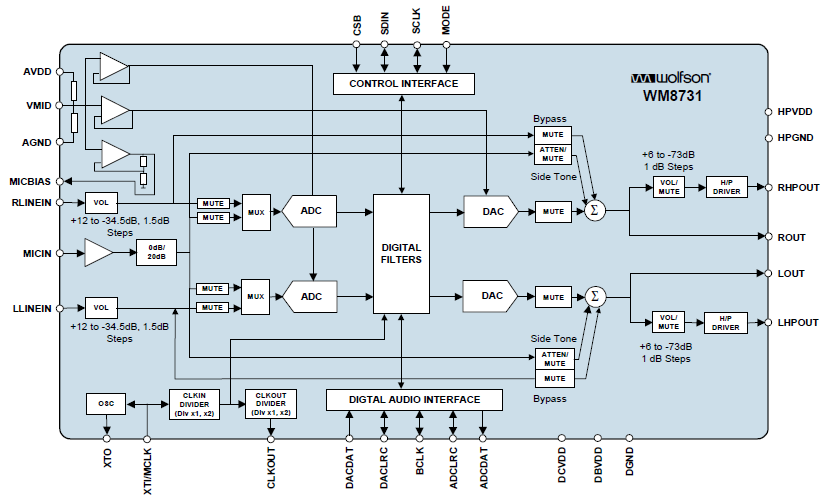 CSB
SDIN
SCLK
MODE
AVDD
VMID
AGND
MICBIAS
RLINEIN
MICIN
LLINEIN
CONTROL INTERFACE
wolfson®
WM8731
HPVDD
HPGND
RHPOUT
ROUT
LOUT
LHPOUT
Bypass
MUTE
ATTEN/
MUTE
Side Tone
+6 to -73dB
1 dB Steps
VOL/
MUTE
H/P
DRIVER
VOL
MUTE
MUTE
MUX
ADC
DAC
MUTE
Σ
+12 to -34.5dB, 1.5dB
Steps
0dB/
20dB
DIGITAL
FILTERS
MUTE
MUTE
MUX
ADC
DAC
MUTE
Σ
VOL
+12 to -34.5dB, 1.5dB
Steps
VOL/
MUTE
H/P
DRIVER
+6 to -73dB
1 dB Steps
Side Tone
ATTEN/
MUTE
MUTE
Bypass
OSC
CLKIN
DIVIDER
(Div x1, x2)
CLKOUT
DIVIDER
(Div x1, x2)
DIGTAL AUDIO INTERFACE
XTO
XTI/MCLK
CLKOUT
DACDAT
DACLRC
BCLK
ADCLRC
ADCDAT
DCVDD
DBVDD
DGND